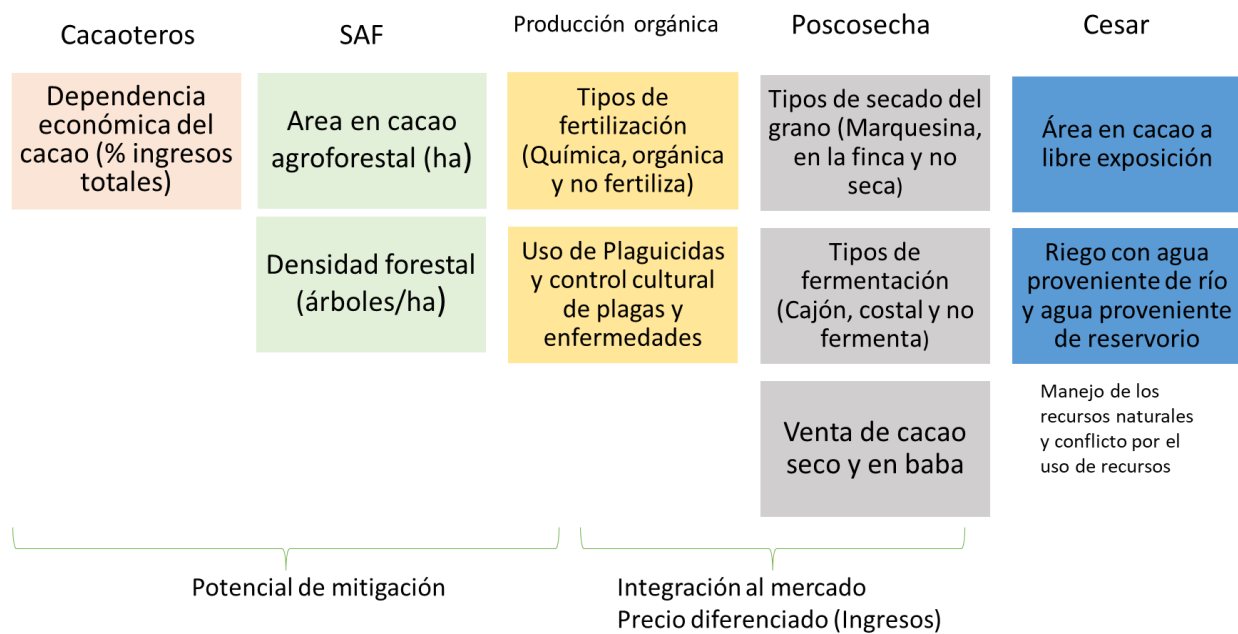 Cacaoteros
SAF
Producción orgánica
Poscosecha
Cesar
Dependencia
económica del
cacao (% ingresos
totales)
Area en cacao
agroforestal (ha)
Densidad forestal
(árboles/ha)
Tipos de
fertilización
(Química, orgánica
y no fertiliza)
Uso de Plaguicidas
y control cultural
de plagas y
enfermedades
Tipos de secado del
grano (Marquesina,
en la finca y no
seca)
Tipos de
fermentación
(Cajón, costal y no
fermenta)
Venta de cacao
seco y en baba
Área en cacao a
libre exposición
Riego con agua
proveniente de río
y agua proveniente
de reservorio
Manejo de los
recursos naturales
y conflicto por el
uso de recursos
Potencial de mitigación
Integración al mercado
Precio diferenciado (Ingresos)